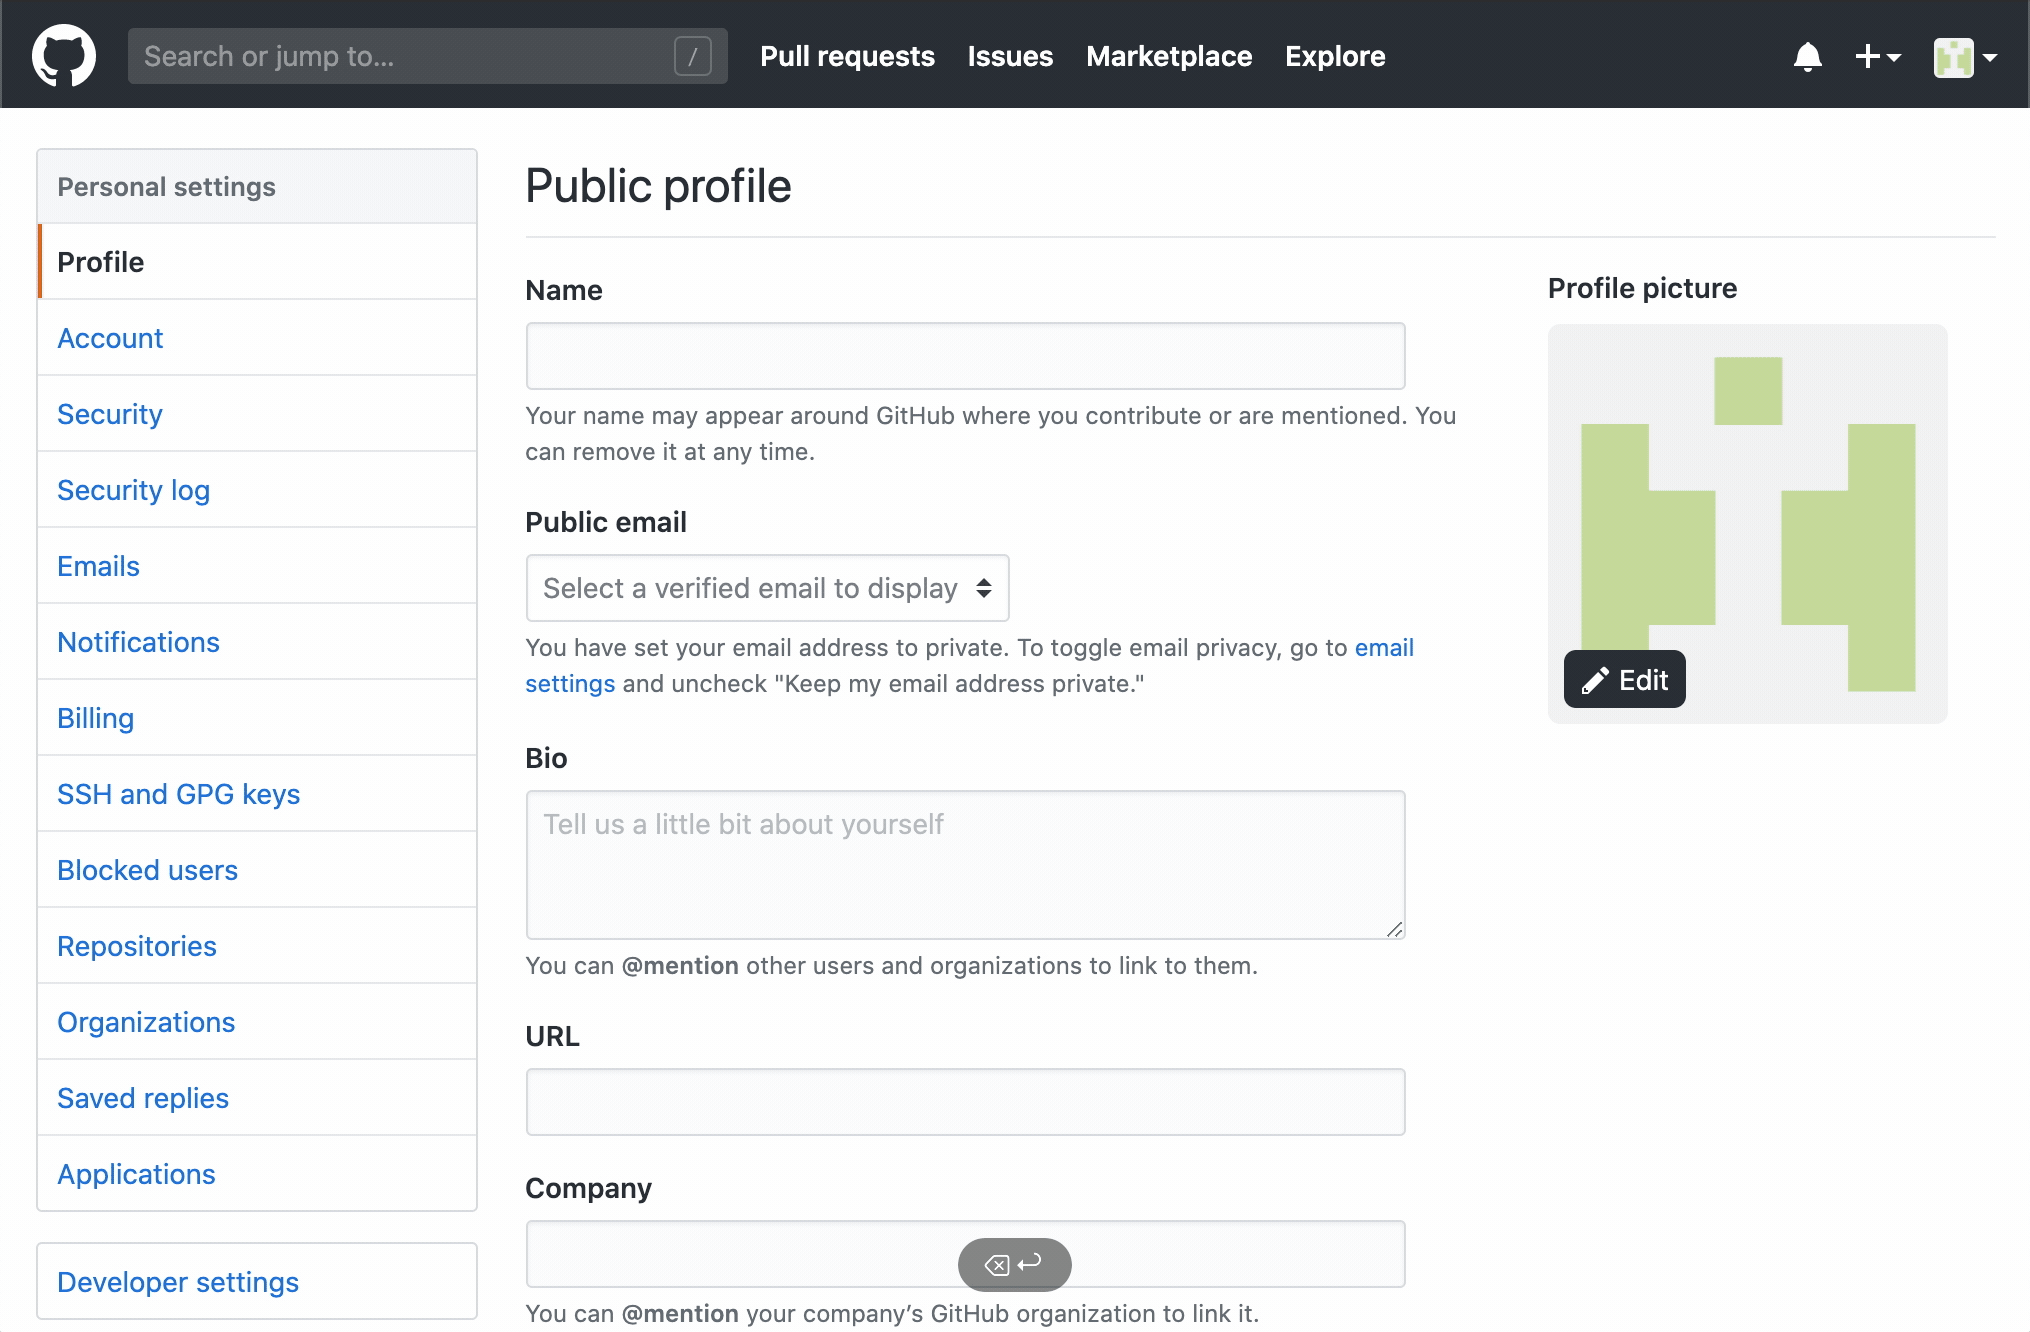 Search or jump to... /
Pull requests
Issues
Marketplace
Explore
Personal settings
Profile
Account
Security
Security log
Emails
Notifications
Billing
SSH and GPG keys
Blocked users
Repositories
Organizations
Saved replies
Applications
Developer settings
Public profile
Name
Your name may appear around GitHub where you contribute or are mentioned. You
can remove it at any time.
Public email
Select a verified email to display
You have set your email address to private. To toggle email privacy, go to email
settings and uncheck "Keep my email address private."
Bio
Tell us a little bit about yourself
You can @mention other users and organizations to link to them.
URL
Company
You can @mention your company’s GitHub organization to link it.
Profile picture
Edit